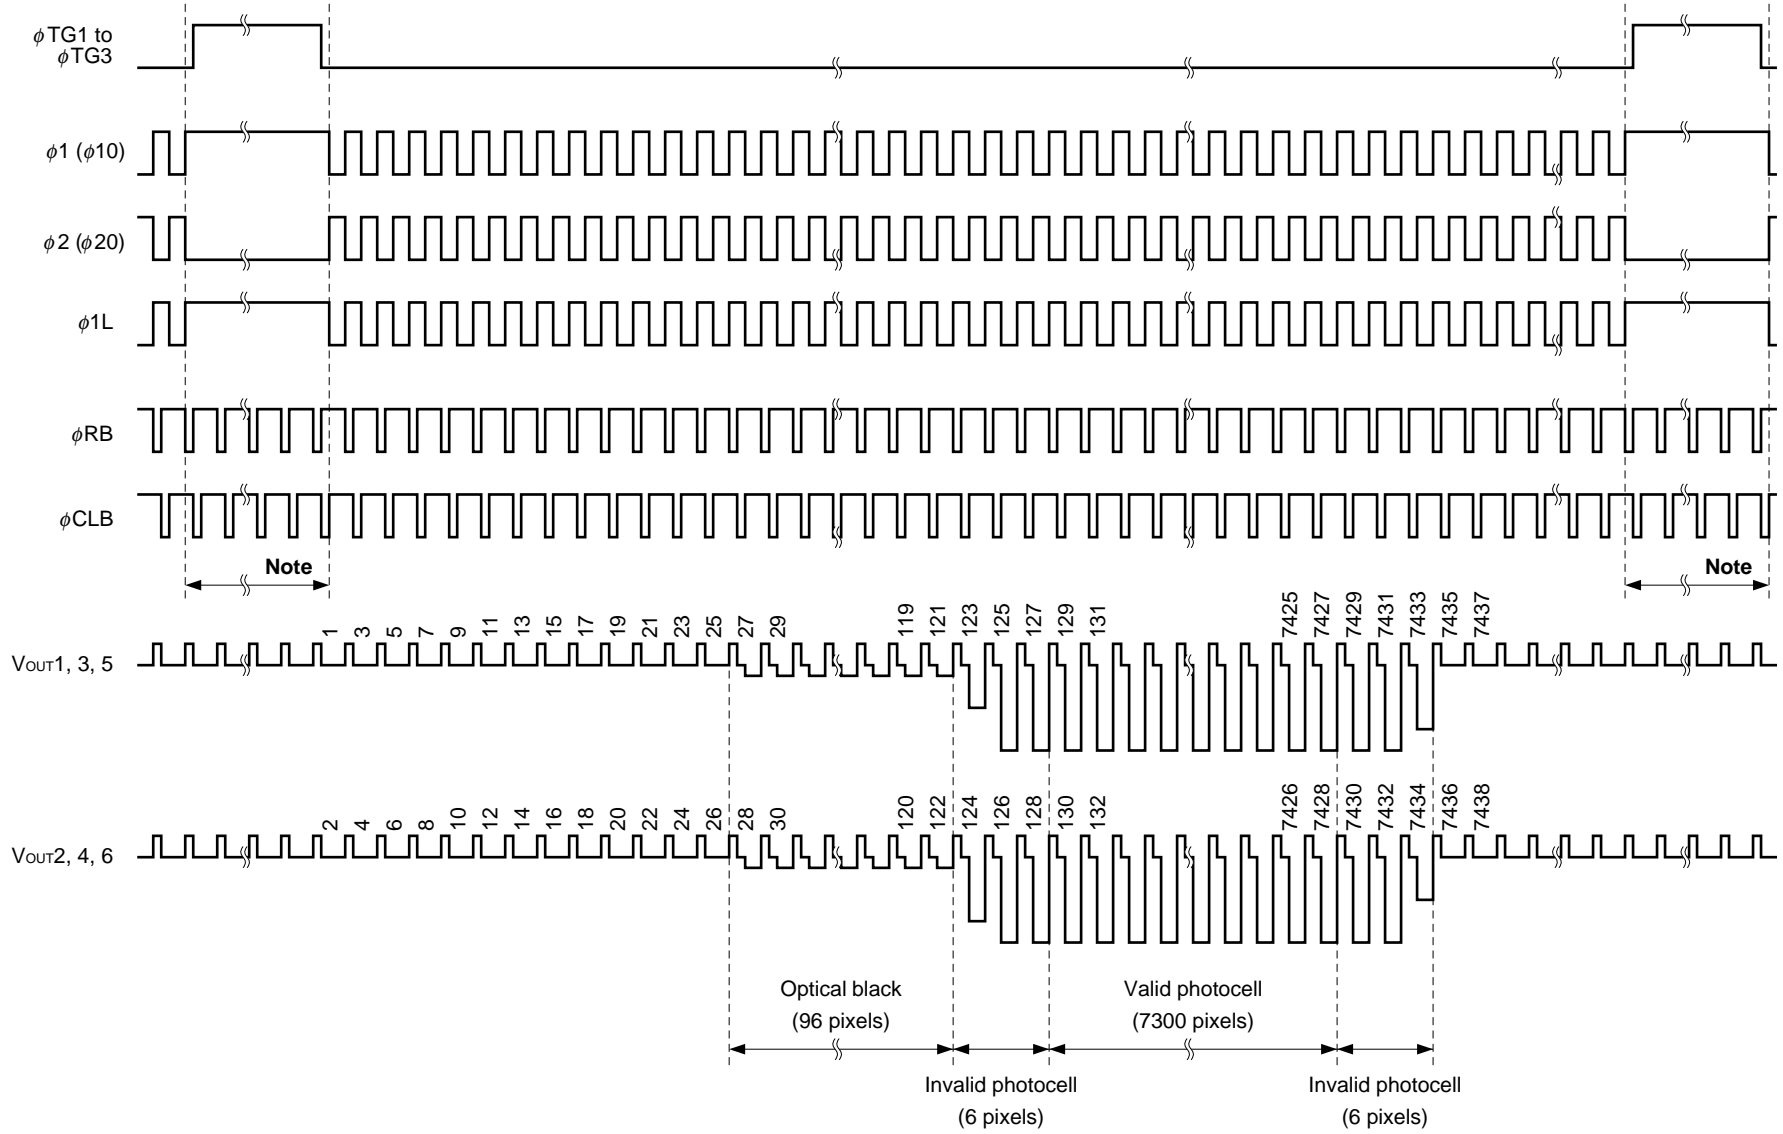 ϕTG1 to
ϕTG3
ϕ1 (ϕ10)
ϕ2 (ϕ20)
ϕ1L
ϕRB
ϕCLB
Note Note
1 3 5 7 9 11 13 15 17 19 21 23 25 27 29 119 121 123 125 127 129 131 7425 7427 7429 7431 7433 7435 7437
VOUT1, 3, 5
2 4 6 8 10 12 14 16 18 20 22 24 26 28 30 120 122 124 126 128 130 132 7426 7428 7430 7432 7434 7436 7438
VOUT2, 4, 6
Optical black
(96 pixels)
Valid photocell
(7300 pixels)
Invalid photocell
(6 pixels)
Invalid photocell
(6 pixels)